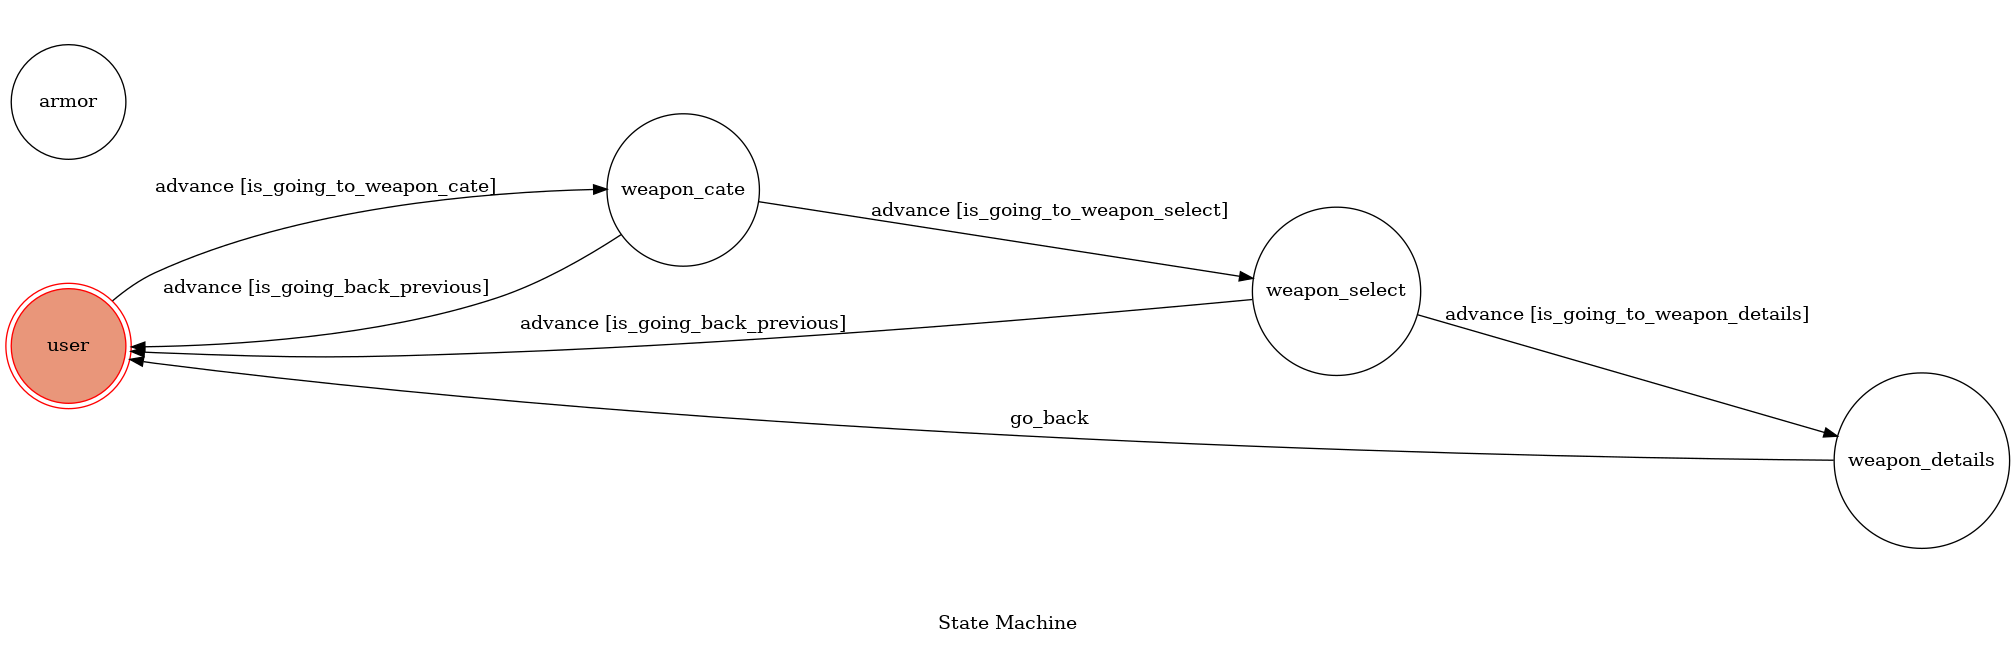 armor
advance [is_going_to_weapon_cate]
weapon_cate
advance [is_going_to_weapon_select]
advance [is_going_back_previous]
weapon_select
advance [is_going_to_weapon_details]
advance [is_going_back_previous]
user
go_back
weapon_details
State Machine